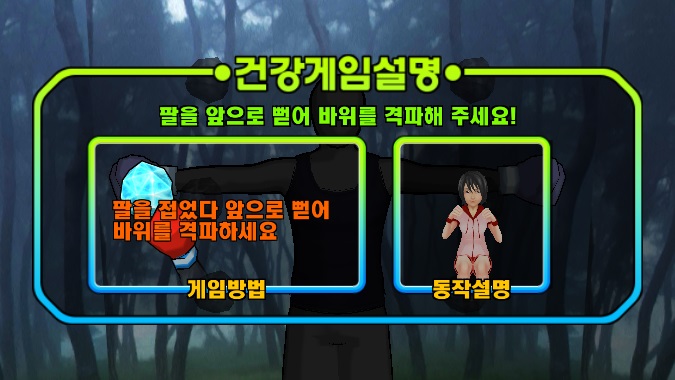 •건강게임설명•
팔을 앞으로 뻗어 바위를 격파해 주세요!
팔을 접었다 앞으로 뻗어
바위를 격파하세요
게임방법
동작설명